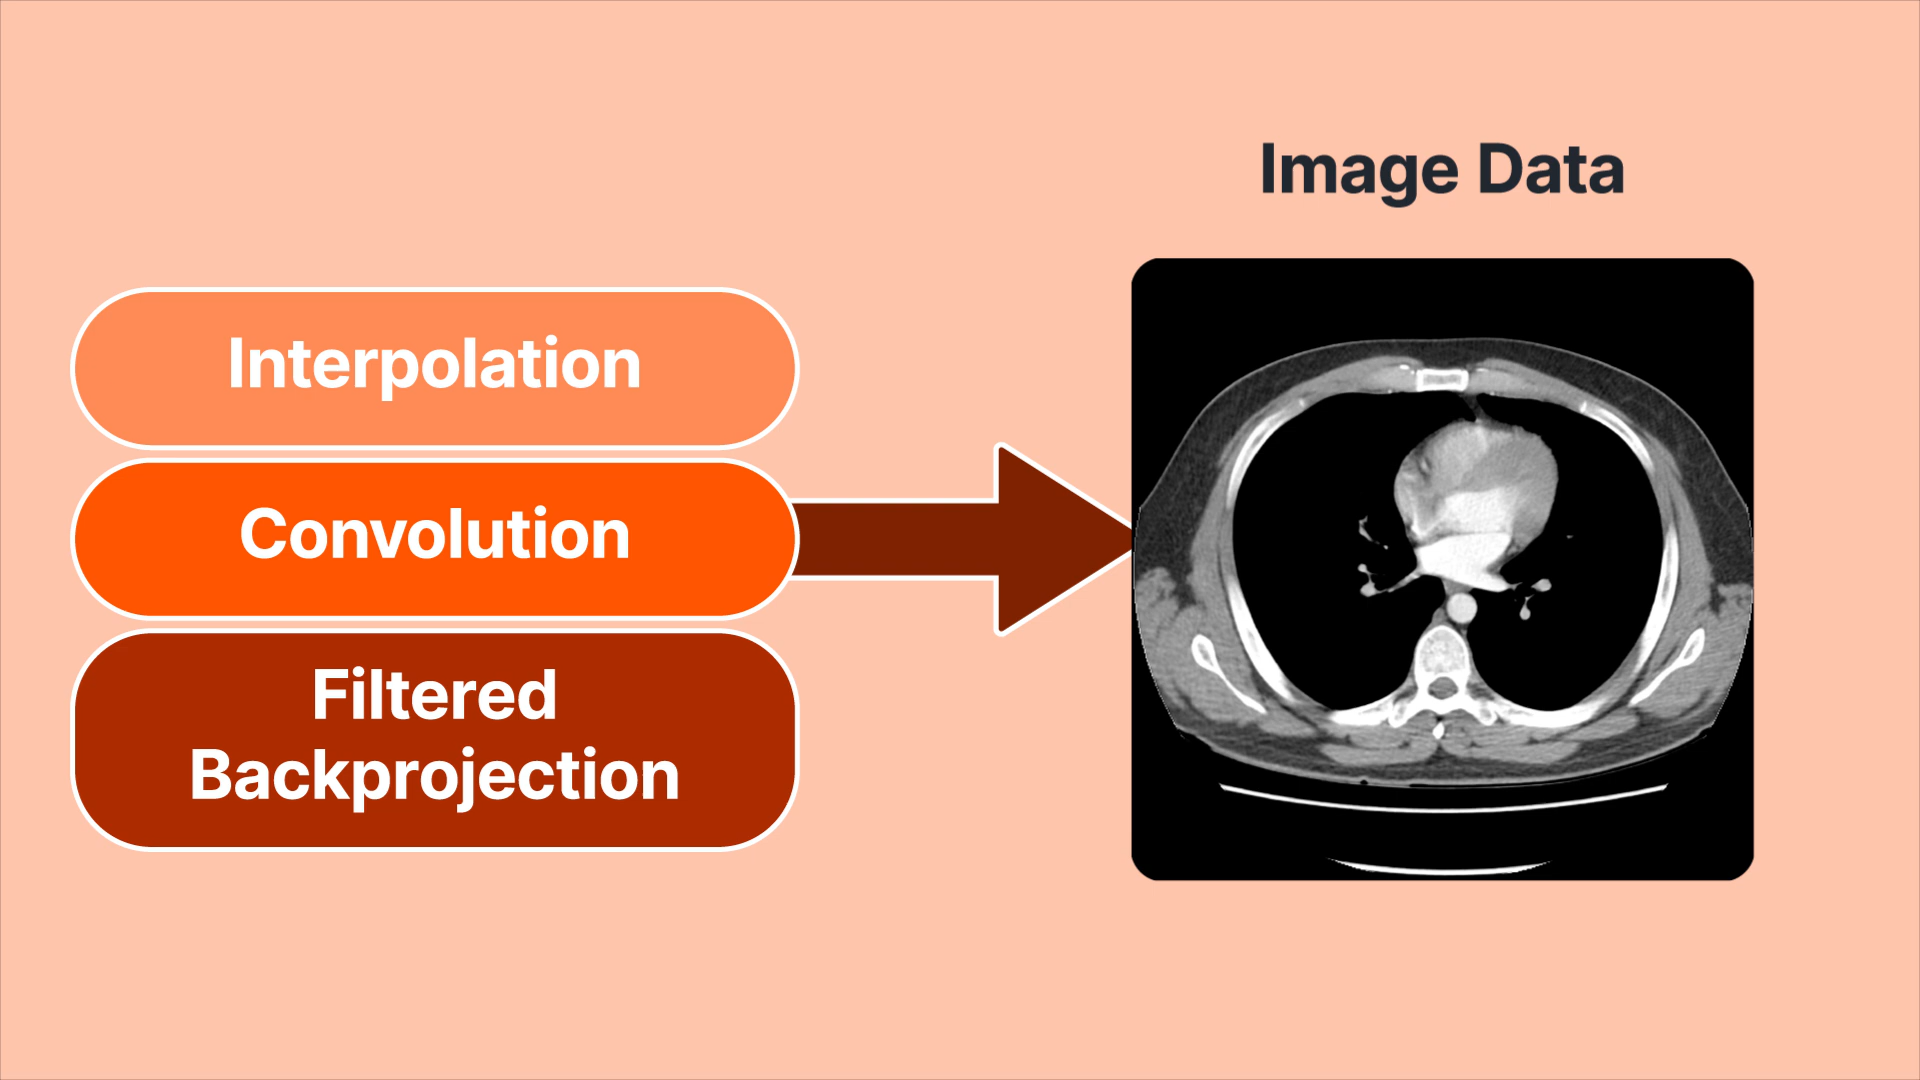 Image Data
Interpolation
Convolution
Filtered
Backprojection